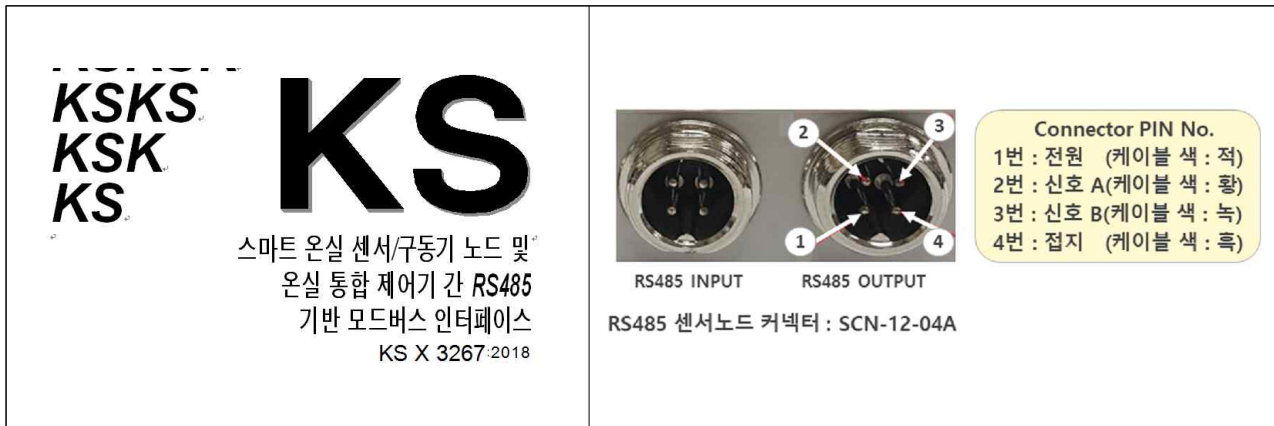 KSKS
KSK
KS
KS
스마트 온실 센서/구동기 노드 및
온실 통합 제어기 간 RS485
기반 모드버스 인터페이스
KS X 3267:2018
2
3
1
4
RS485 INPUT
RS485 OUTPUT
RS485 센서노드 커넥터 : SCN-12-04A
Connector PIN No.
1번 : 전원 (케이블 색 : 적)
2번 : 신호 A(케이블 색 : 황)
3번 : 신호 B(케이블 색 : 녹)
4번 : 접지 (케이블 색 : 흑)